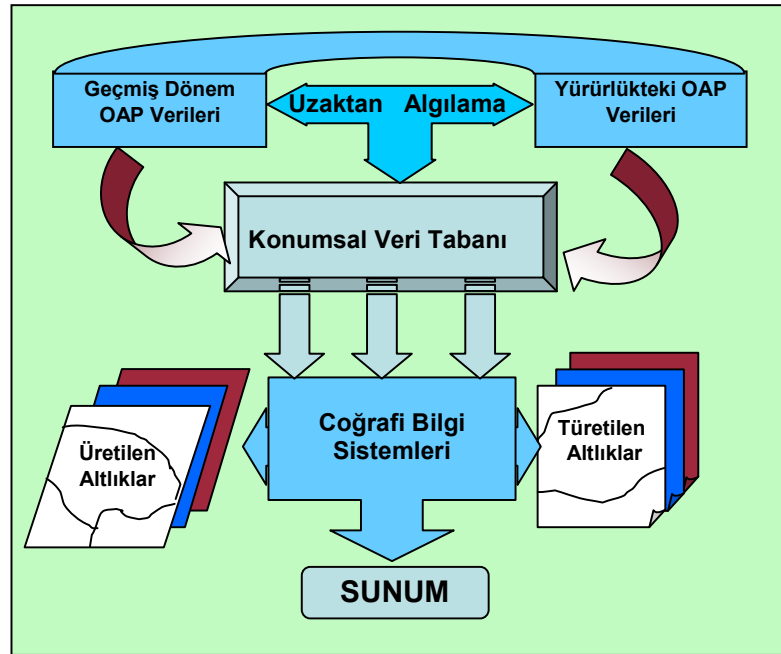 Geçmiş Dönem
OAP Verileri
Uzaktan Algılama
Yürürlükteki OAP
Verileri
Konumsal Veri Tabanı
Üretilen
Altlıklar
Coğrafi Bilgi
Sistemleri
Türetilen
Altlıklar
SUNUM